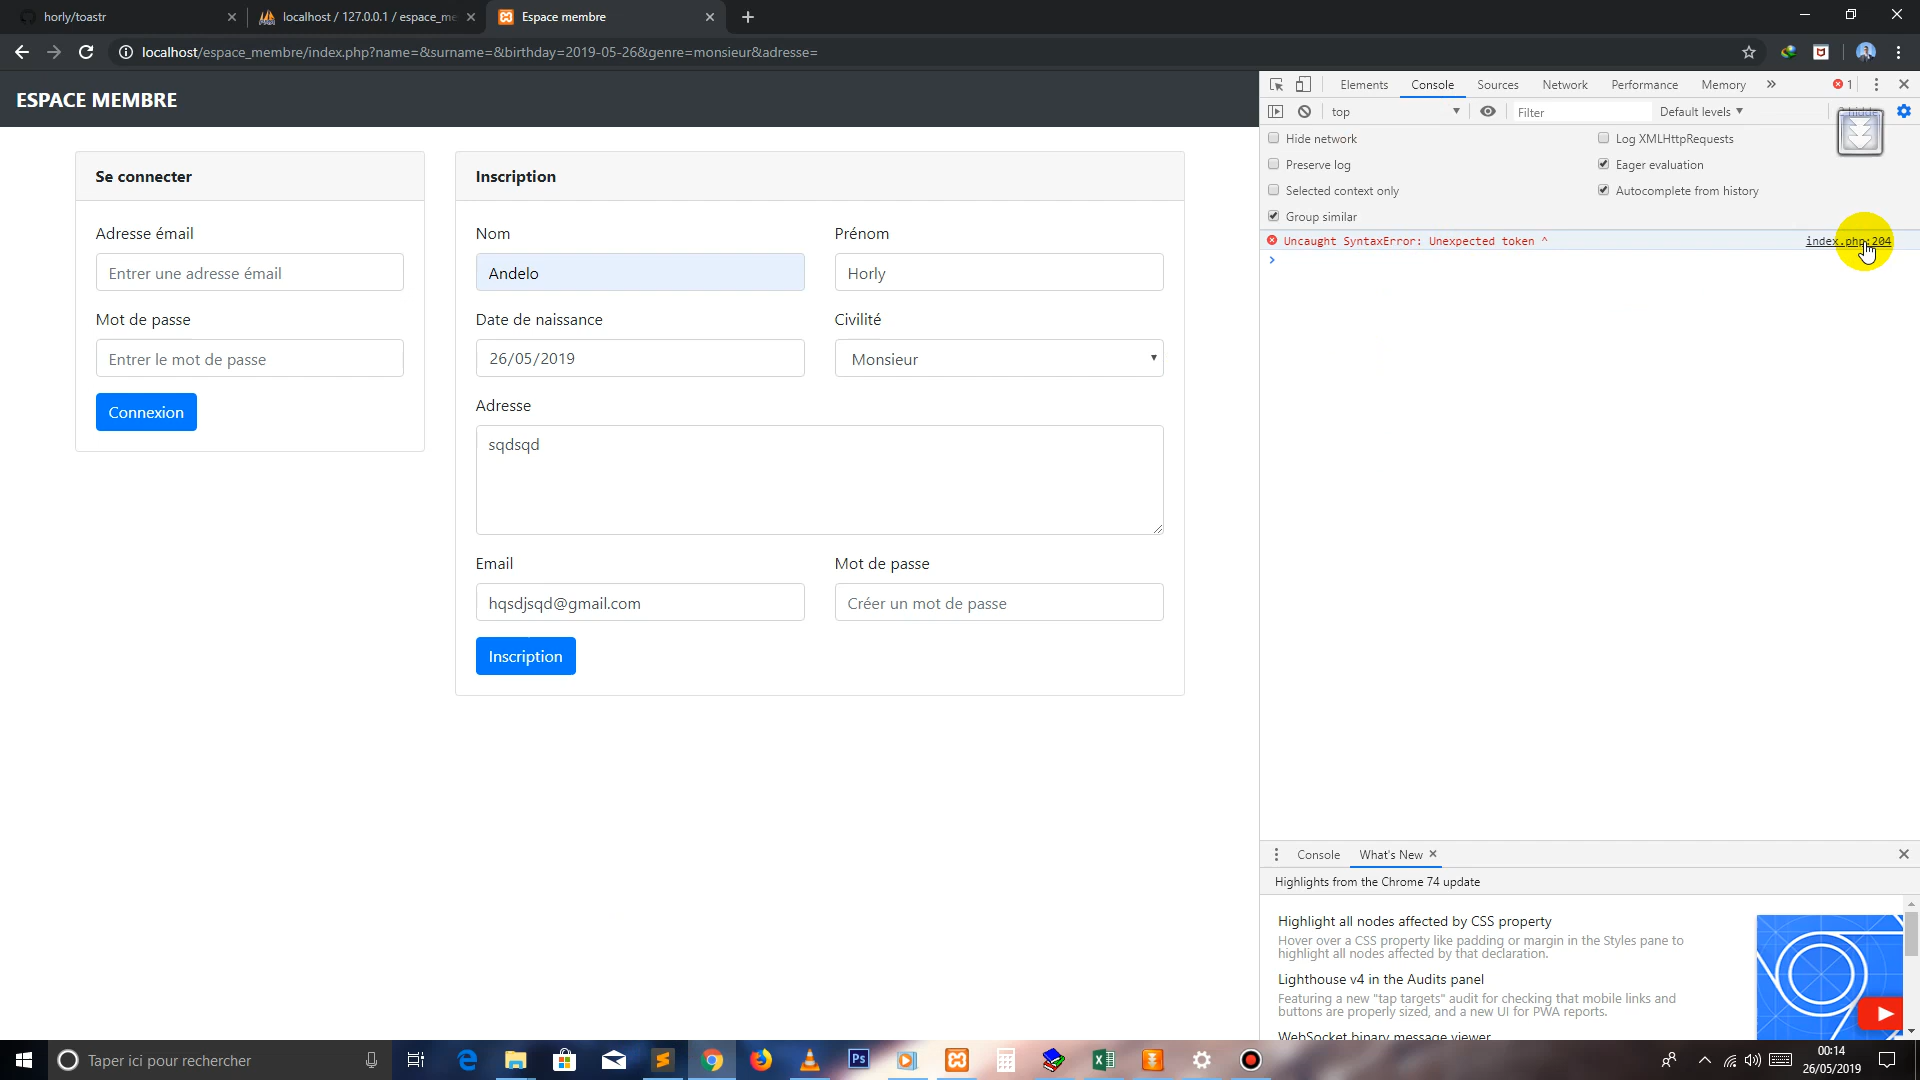 horly/toastr
localhost / 127.0.0.1 / espace_me
Espace membre
localhost/espace_membre/index.php?name=&surname=&birthday=2019-05-26&genre=monsieur&adresse=
ESPACE MEMBRE
Se connecter
Adresse émail
Entrer une adresse émail
Mot de passe
Entrer le mot de passe
Connexion
Inscription
Nom
Prénom
Andelo
Horly
Date de naissance
Civilité
26/05/2019
Monsieur
Adresse
sqdsqd
Email
Mot de passe
hqsdjsqd@gmail.com
Créer un mot de passe
Inscription
Elements Console Sources Network Performance Memory » 1
top Filter Default levels
Hide network
Log XMLHttpRequests
Preserve log
Eager evaluation
Selected context only
Autocomplete from history
Group similar
Uncaught SyntaxError: Unexpected token ^ index.php:204
Console What's New
Highlights from the Chrome 74 update
Highlight all nodes affected by CSS property
Hover over a CSS property like padding or margin in the Styles pane to
highlight all nodes affected by that declaration.
Lighthouse v4 in the Audits panel
Featuring a new "tap targets" audit for checking that mobile links and
buttons are properly sized, and a new UI for PWA reports.
WebSocket binary message viewer
Taper ici pour rechercher
Ps
00:14
26/05/2019